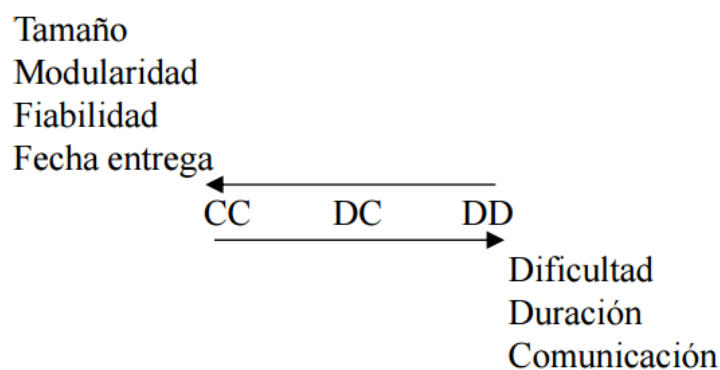 Tamaño
Modularidad
Fiabilidad
Fecha entrega
CC DC DD
Dificultad
Duración
Comunicación